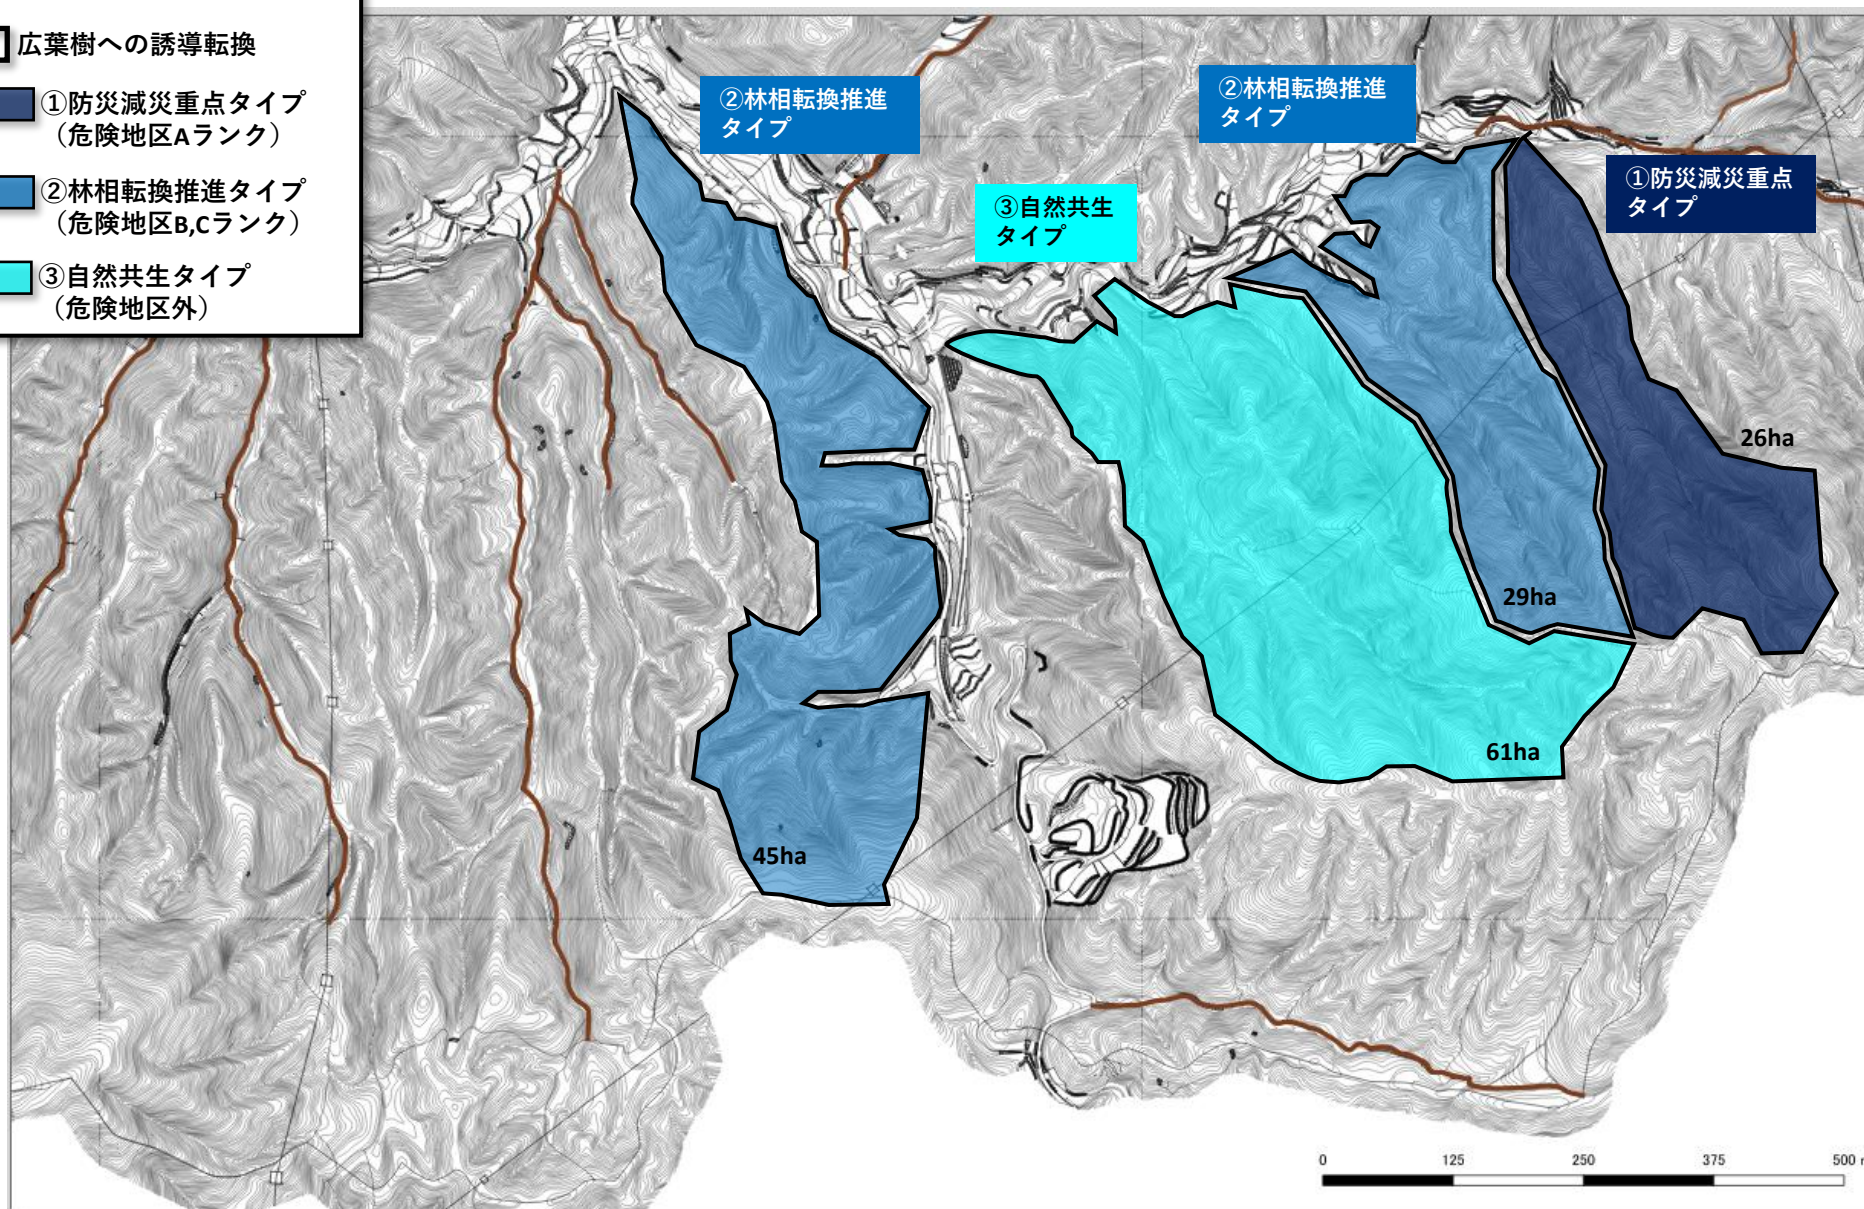 広葉樹への誘導転換
①防災減災重点タイプ
（危険地区Aランク）
②林相転換推進タイプ
（危険地区B,Cランク）
③自然共生タイプ
（危険地区外）
②林相転換推進
タイプ
②林相転換推進
タイプ
①防災減災重点
タイプ
③自然共生
タイプ
26ha
29ha
61ha
45ha
0 125 250 375 500